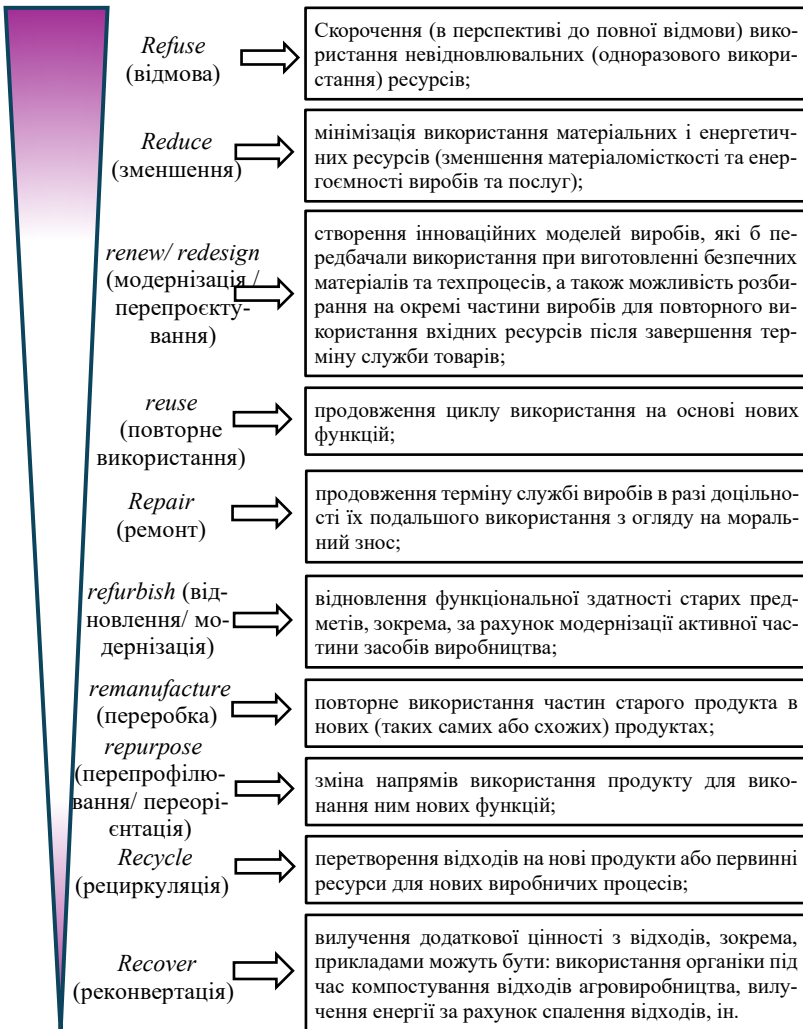 Refuse
(відмова)
Скорочення (в перспективі до повної відмови) вико-
ристання невідновлювальних (одноразового викори-
стання) ресурсів;
Reduce
(зменшення)
мінімізація використання матеріальних і енергетич-
них ресурсів (зменшення матеріаломісткості та енер-
гоємності виробів та послуг);
renew/ redesign
(модернізація /
перепроєкту-
вання)
створення інноваційних моделей виробів, які б пе-
редбачали використання при виготовленні безпечних
матеріалів та техпроцесів, а також можливість розби-
рання на окремі частини виробів для повторного ви-
користання вхідних ресурсів після завершення тер-
міну служби товарів;
reuse
(повторне
використання)
продовження циклу використання на основі нових
функцій;
Repair
(ремонт)
продовження терміну службі виробів в разі доціль-
ності їх подальшого використання з огляду на мораль-
ний знос;
refurbish (від-
новлення/ мо-
дернізація)
відновлення функціональної здатності старих пред-
метів, зокрема, за рахунок модернізації активної час-
тини засобів виробництва;
remanufacture
(переробка)
повторне використання частин старого продукта в
нових (таких самих або схожих) продуктах;
repurpose
(перепрофілю-
вання/ переорі-
єнтація)
зміна напрямів використання продукту для вико-
нання ним нових функцій;
Recycle
(рециркуляція)
перетворення відходів на нові продукти або первинні
ресурси для нових виробничих процесів;
Recover
(реконвертація)
вилучення додаткової цінності з відходів, зокрема,
прикладами можуть бути: використання органіки під
час компостування відходів агровиробництва, вилу-
чення енергії за рахунок спалення відходів, ін.